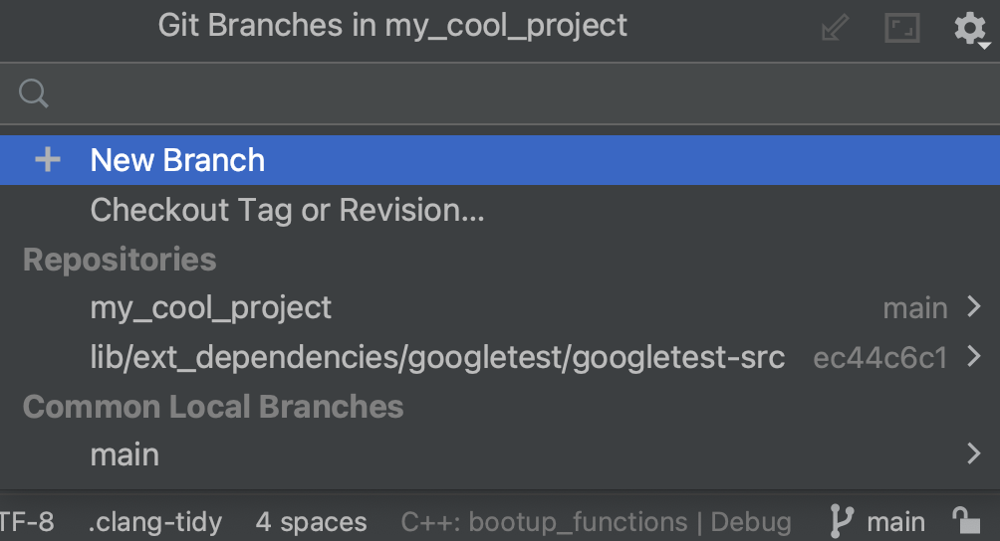 Git Branches in my_cool_project
New Branch
Checkout Tag or Revision...
Repositories
my_cool_project main
lib/ext_dependencies/googletest/googletest-src ec44c6c1
Common Local Branches
main
TF-8 .clang-tidy 4 spaces C++: bootup_functions | Debug main